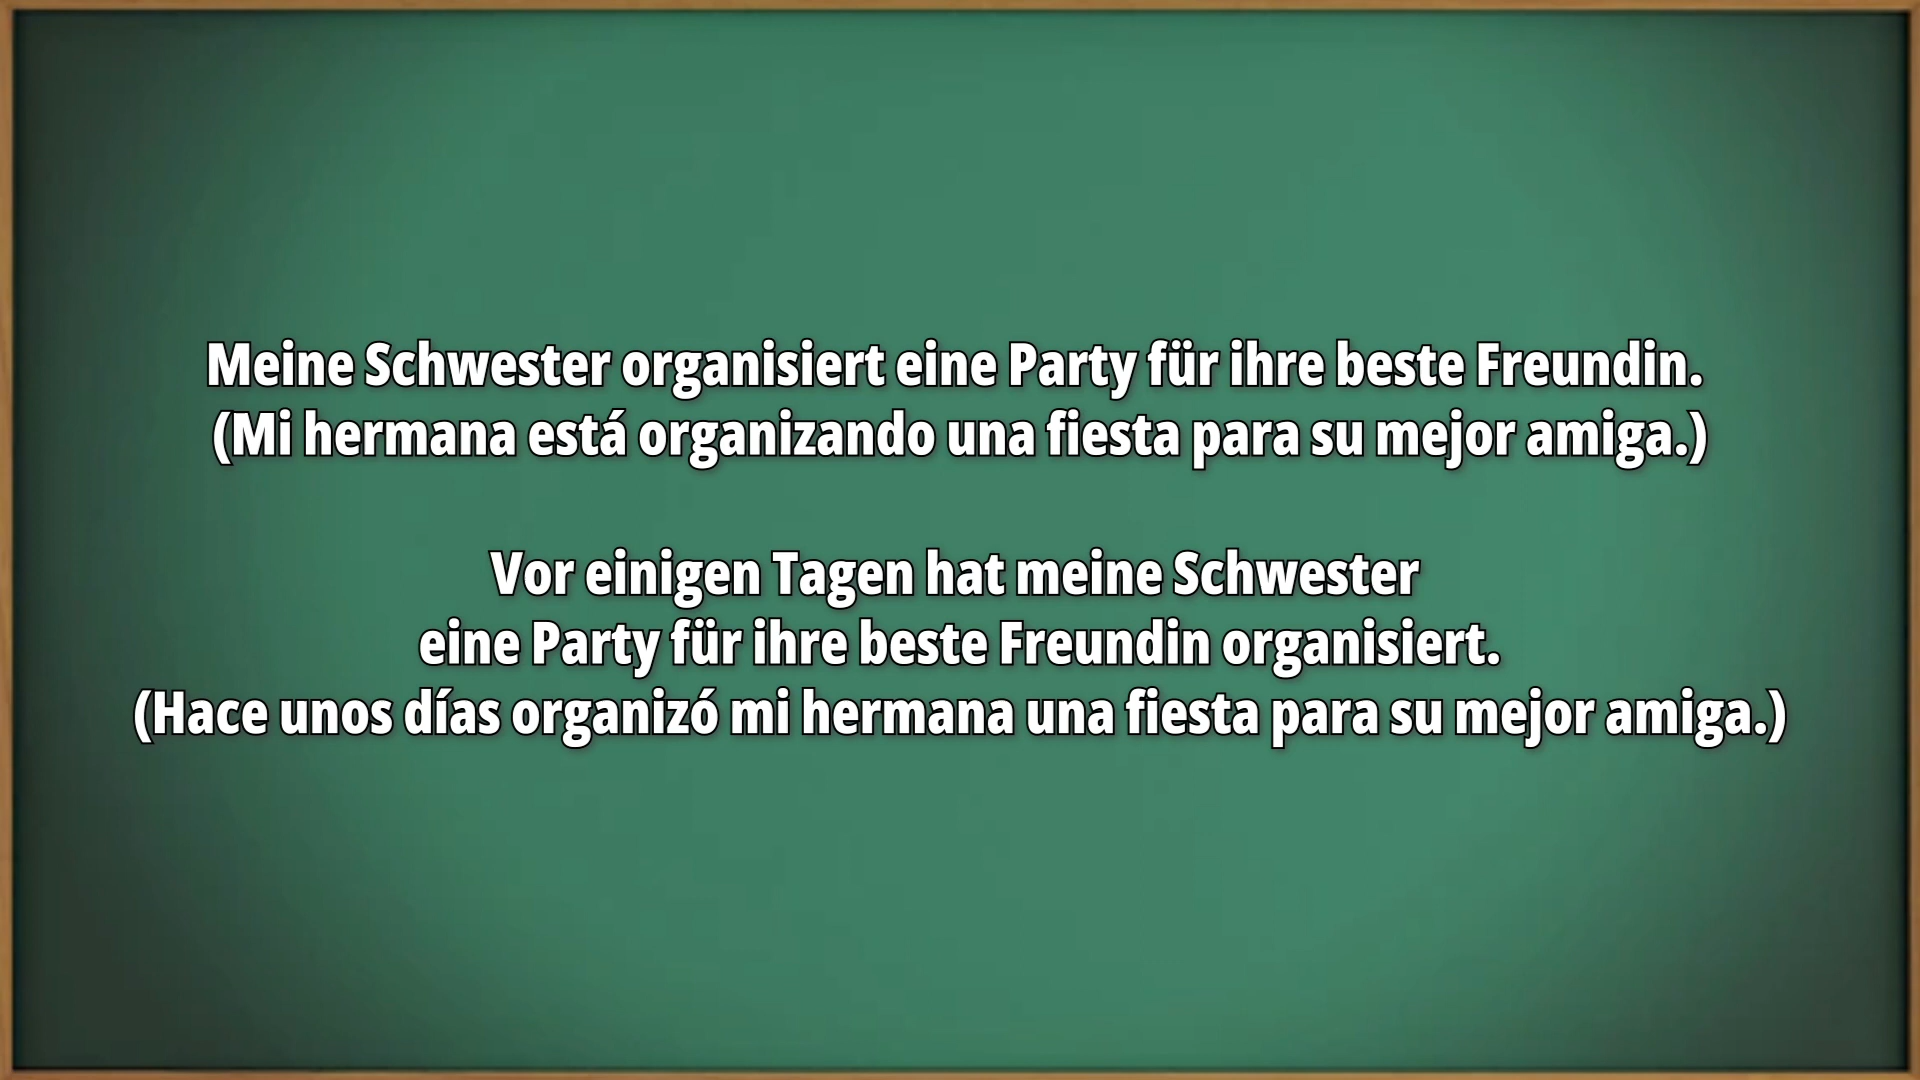 Meine Schwester organisiert eine Party für ihre beste Freundin.
(Mi hermana está organizando una fiesta para su mejor amiga.)
Vor einigen Tagen hat meine Schwester
eine Party für ihre beste Freundin organisiert.
(Hace unos días organizó mi hermana una fiesta para su mejor amiga.)